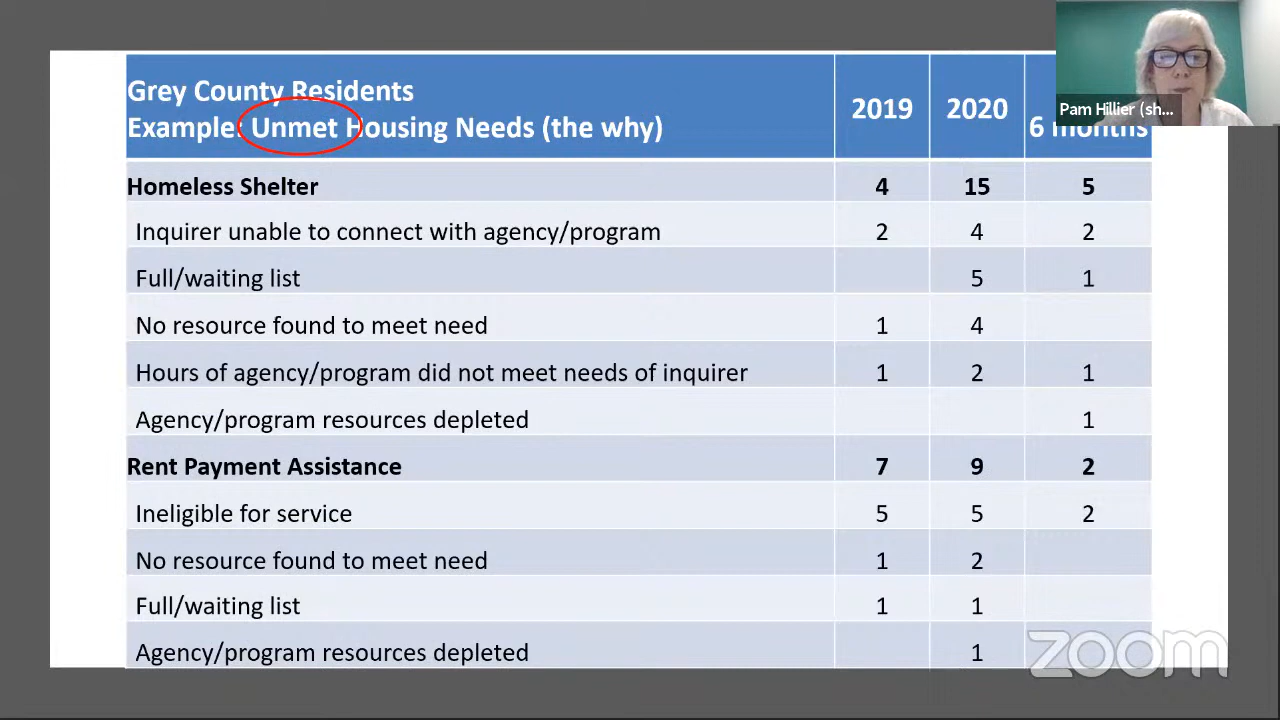 Grey County Residents
Example: Unmet Housing Needs (the why) 2019 2020 6 months
Pam Hillier (sh...
Homeless Shelter 4 15 5
Inquirer unable to connect with agency/program 2 4 2
Full/waiting list 5 1
No resource found to meet need 1 4
Hours of agency/program did not meet needs of inquirer 1 2 1
Agency/program resources depleted 1
Rent Payment Assistance 7 9 2
Ineligible for service 5 5 2
No resource found to meet need 1 2
Full/waiting list 1 1
Agency/program resources depleted 1
zoom